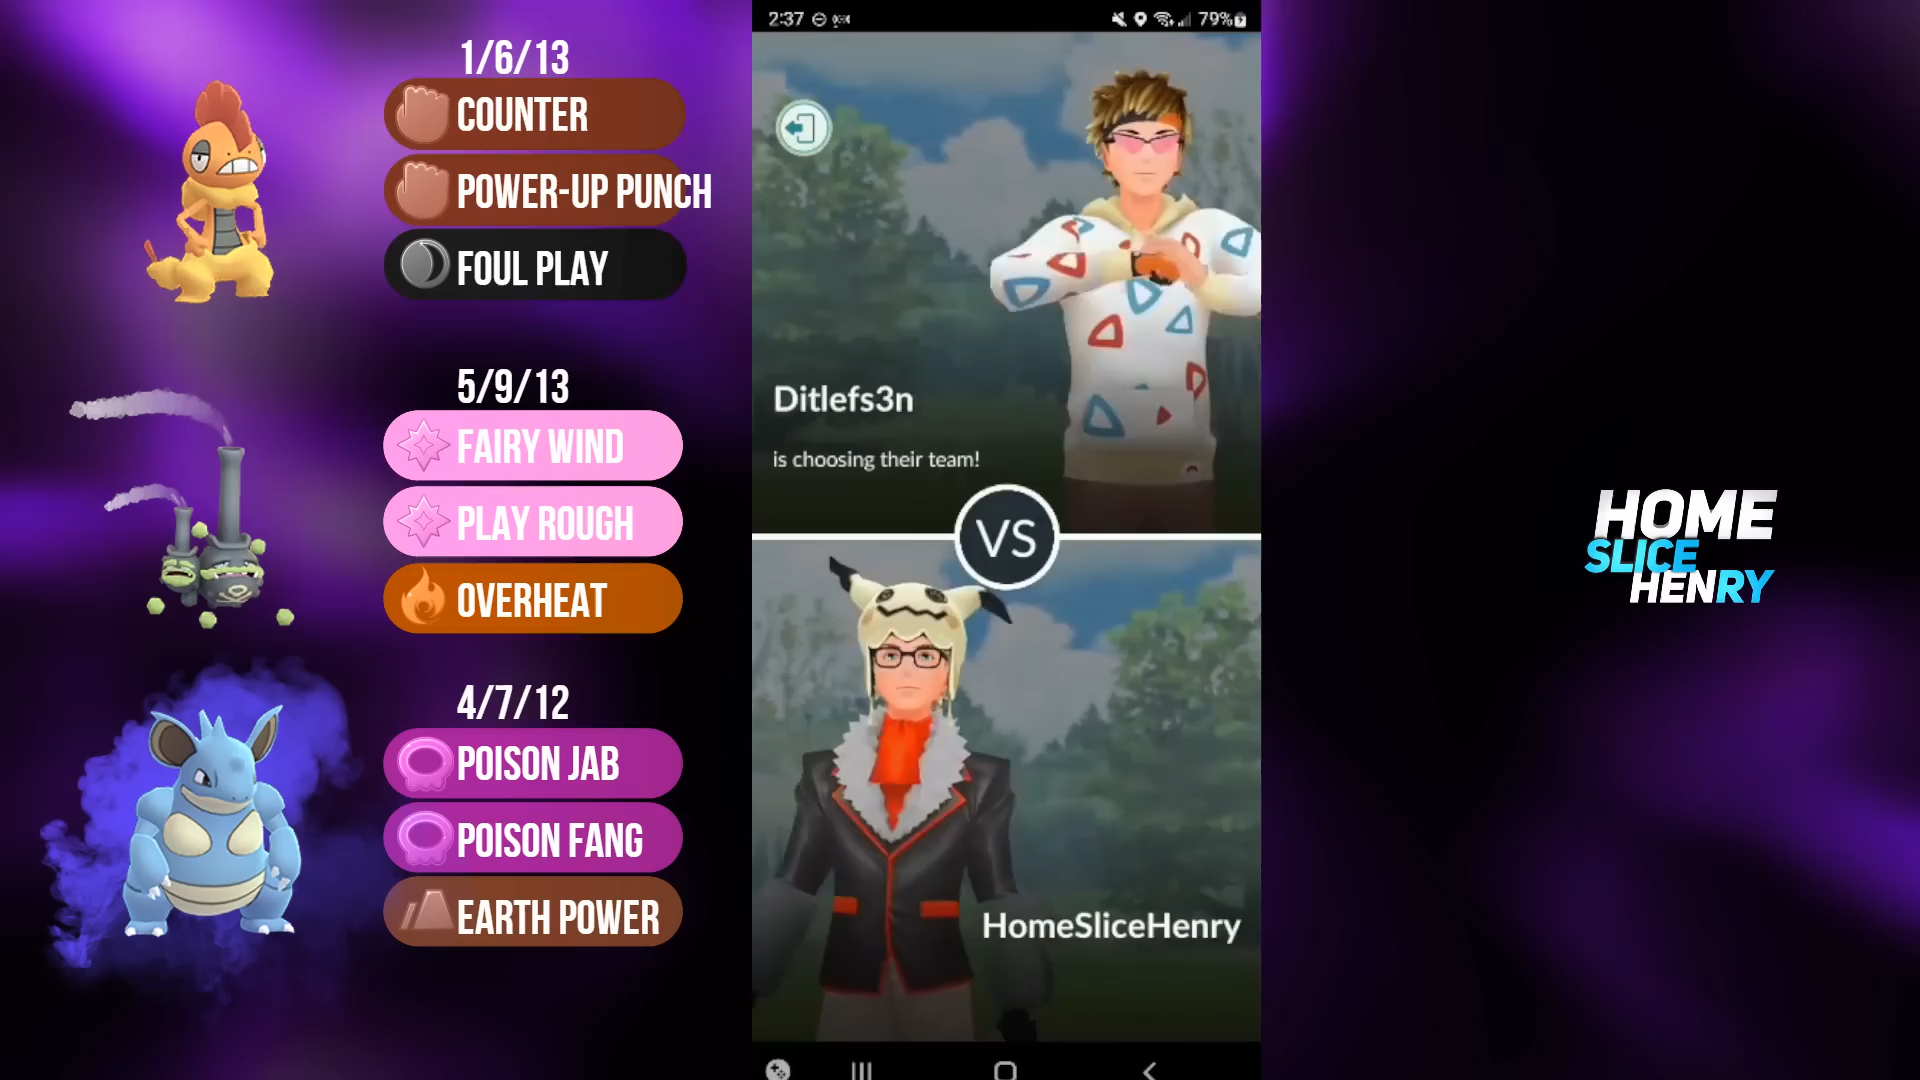 1/6/13
COUNTER
POWER-UP PUNCH
FOUL PLAY
5/9/13
FAIRY WIND
PLAY ROUGH
OVERHEAT
4/7/12
POISON JAB
POISON FANG
EARTH POWER
2:37
79%
Ditlefs3n
is choosing their team!
VS
HomeSliceHenry
HOME
SLICE
HENRY